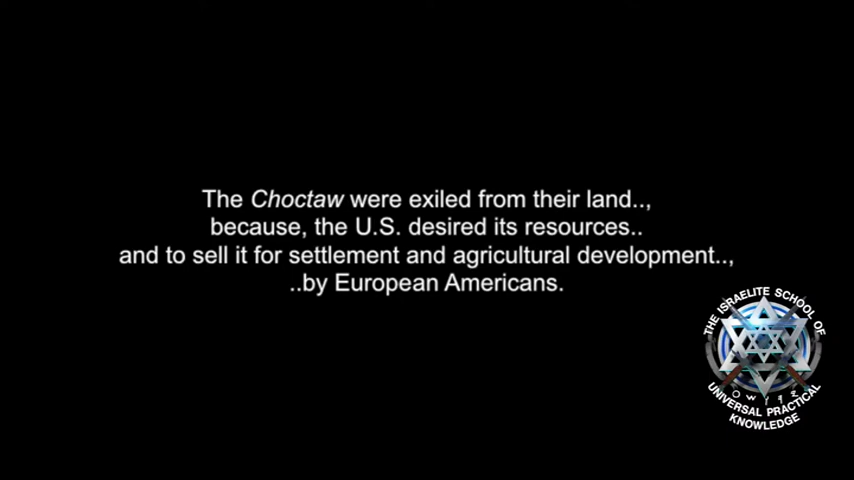 The Choctaw were exiled from their land..,
because, the U.S. desired its resources..
and to sell it for settlement and agricultural development..,
..by European Americans.
THE ISRAELITE SCHOOL OF
UNIVERSAL PRACTICAL
KNOWLEDGE